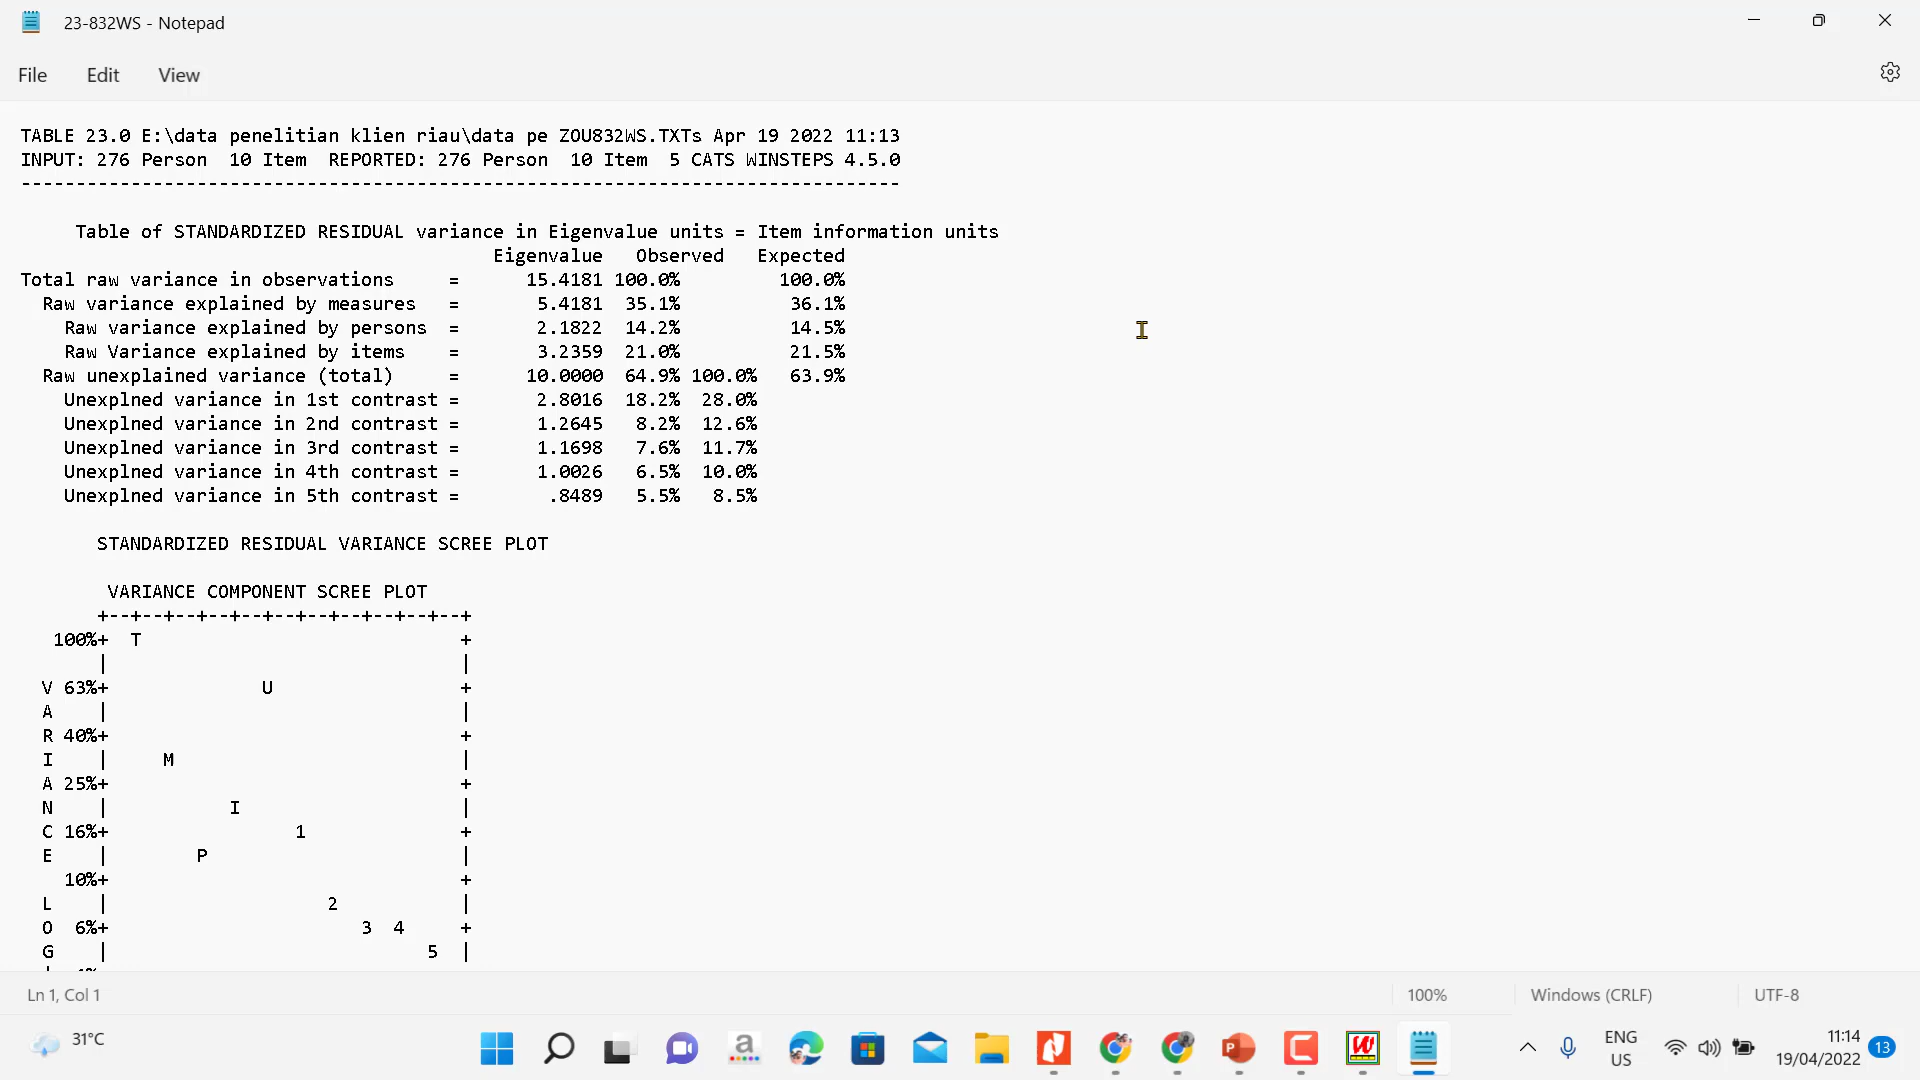 23-832WS - Notepad
File Edit View
TABLE 23.0 E:\data penelitian klien riau\data pe ZOU832WS.TXTs Apr 19 2022 11:13
INPUT: 276 Person  10 Item  REPORTED: 276 Person  10 Item  5 CATS WINSTEPS 4.5.0
--------------------------------------------------------------------------------
     Table of STANDARDIZED RESIDUAL variance in Eigenvalue units = Item information units
                                           Eigenvalue   Observed   Expected
Total raw variance in observations     =      15.4181 100.0%         100.0%
  Raw variance explained by measures   =       5.4181  35.1%          36.1%
    Raw variance explained by persons  =       2.1822  14.2%          14.5%
    Raw Variance explained by items    =       3.2359  21.0%          21.5%
  Raw unexplained variance (total)     =      10.0000  64.9% 100.0%   63.9%
    Unexplned variance in 1st contrast =       2.8016  18.2%  28.0%
    Unexplned variance in 2nd contrast =       1.2645   8.2%  12.6%
    Unexplned variance in 3rd contrast =       1.1698   7.6%  11.7%
    Unexplned variance in 4th contrast =       1.0026   6.5%  10.0%
    Unexplned variance in 5th contrast =        .8489   5.5%   8.5%
       STANDARDIZED RESIDUAL VARIANCE SCREE PLOT
        VARIANCE COMPONENT SCREE PLOT
       +--+--+--+--+--+--+--+--+--+--+--+
   100%+  T                             +
       |                                |
  V 63%+              U                 +
  A    |                                |
  R 40%+                                +
  I    |     M                          |
  A 25%+                                +
  N    |           I                    |
  C 16%+                 1              +
  E    |        P                       |
    10%+                                +
  L    |                    2           |
  O  6%+                       3  4     +
  G    |                             5  |
Ln 1, Col 1 100% Windows (CRLF) UTF-8
31°C ENG US 11:14 19/04/2022 13